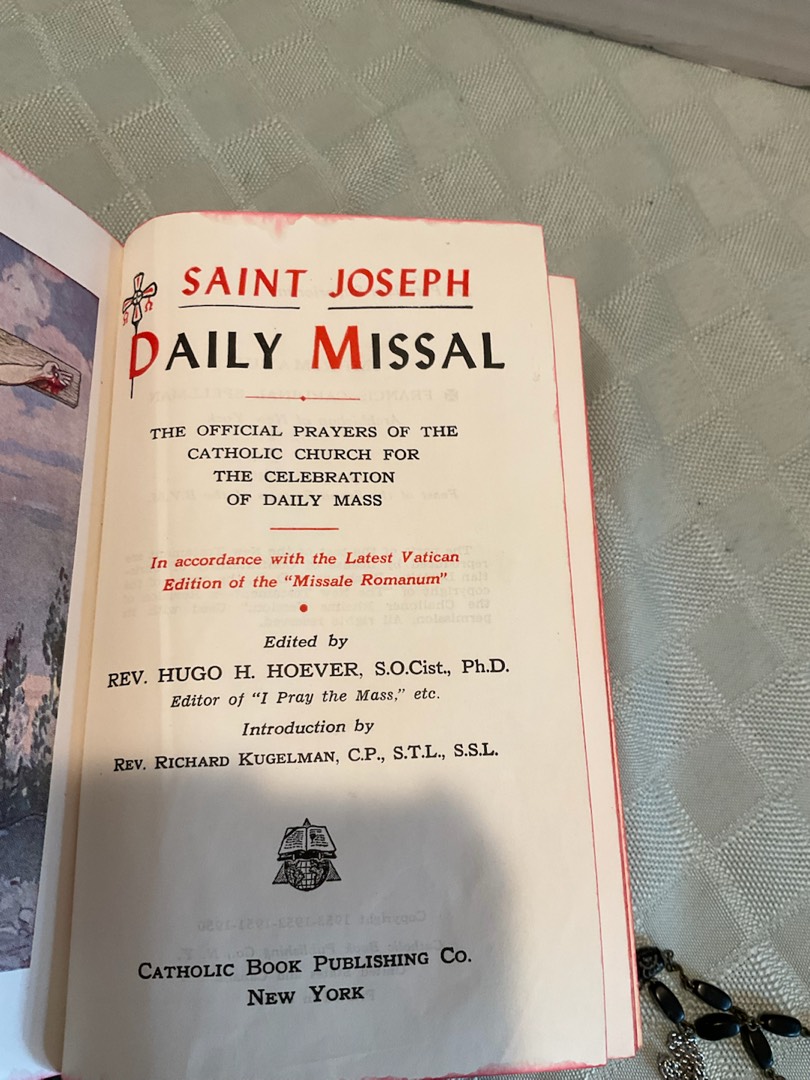 SAINT JOSEPH
DAILY MISSAL
THE OFFICIAL PRAYERS OF THE
CATHOLIC CHURCH FOR
THE CELEBRATION
OF DAILY MASS
In accordance with the Latest Vatican
Edition of the "Missale Romanum"
Edited by
REV. HUGO H. HOEVER, S.O.Cist., Ph.D.
Editor of "I Pray the Mass," etc.
Introduction by
REV. RICHARD KUGELMAN, C.P., S.T.L., S.S.L.
CATHOLIC BOOK PUBLISHING CO.
NEW YORK